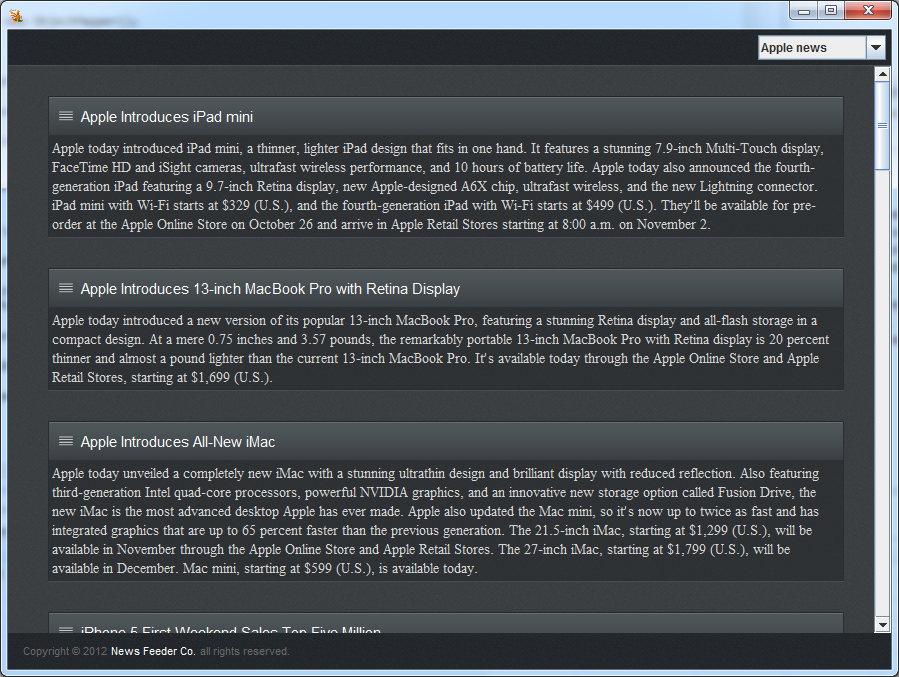 Apple news
Apple Introduces iPad mini
Apple today introduced iPad mini, a thinner, lighter iPad design that fits in one hand. It features a stunning 7.9-inch Multi-Touch display,
FaceTime HD and iSight cameras, ultrafast wireless performance, and 10 hours of battery life. Apple today also announced the fourth-
generation iPad featuring a 9.7-inch Retina display, new Apple-designed A6X chip, ultrafast wireless, and the new Lightning connector.
iPad mini with Wi-Fi starts at $329 (U.S.), and the fourth-generation iPad with Wi-Fi starts at $499 (U.S.). They'll be available for pre-
order at the Apple Online Store on October 26 and arrive in Apple Retail Stores starting at 8:00 a.m. on November 2.
Apple Introduces 13-inch MacBook Pro with Retina Display
Apple today introduced a new version of its popular 13-inch MacBook Pro, featuring a stunning Retina display and all-flash storage in a
compact design. At a mere 0.75 inches and 3.57 pounds, the remarkably portable 13-inch MacBook Pro with Retina display is 20 percent
thinner and almost a pound lighter than the current 13-inch MacBook Pro. It's available today through the Apple Online Store and Apple
Retail Stores, starting at $1,699 (U.S.).
Apple Introduces All-New iMac
Apple today unveiled a completely new iMac with a stunning ultrathin design and brilliant display with reduced reflection. Also featuring
third-generation Intel quad-core processors, powerful NVIDIA graphics, and an innovative new storage option called Fusion Drive, the
new iMac is the most advanced desktop Apple has ever made. Apple also updated the Mac mini, so it's now up to twice as fast and has
integrated graphics that are up to 65 percent faster than the previous generation. The 21.5-inch iMac, starting at $1,299 (U.S.), will be
available in November through the Apple Online Store and Apple Retail Stores. The 27-inch iMac, starting at $1,799 (U.S.), will be
available in December. Mac mini, starting at $599 (U.S.), is available today.
iPhone 5 First Weekend Sales Top Five Million
Copyright © 2012 News Feeder Co. all rights reserved.